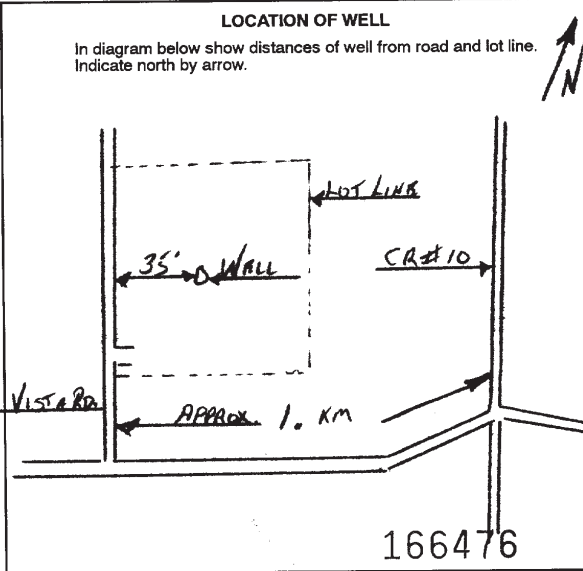 LOCATION OF WELL
In diagram below show distances of well from road and lot line.
Indicate north by arrow.
N
LOT LINE
35' WELL
CR#10
VISTA RD.
APPROX. 1. KM
166476